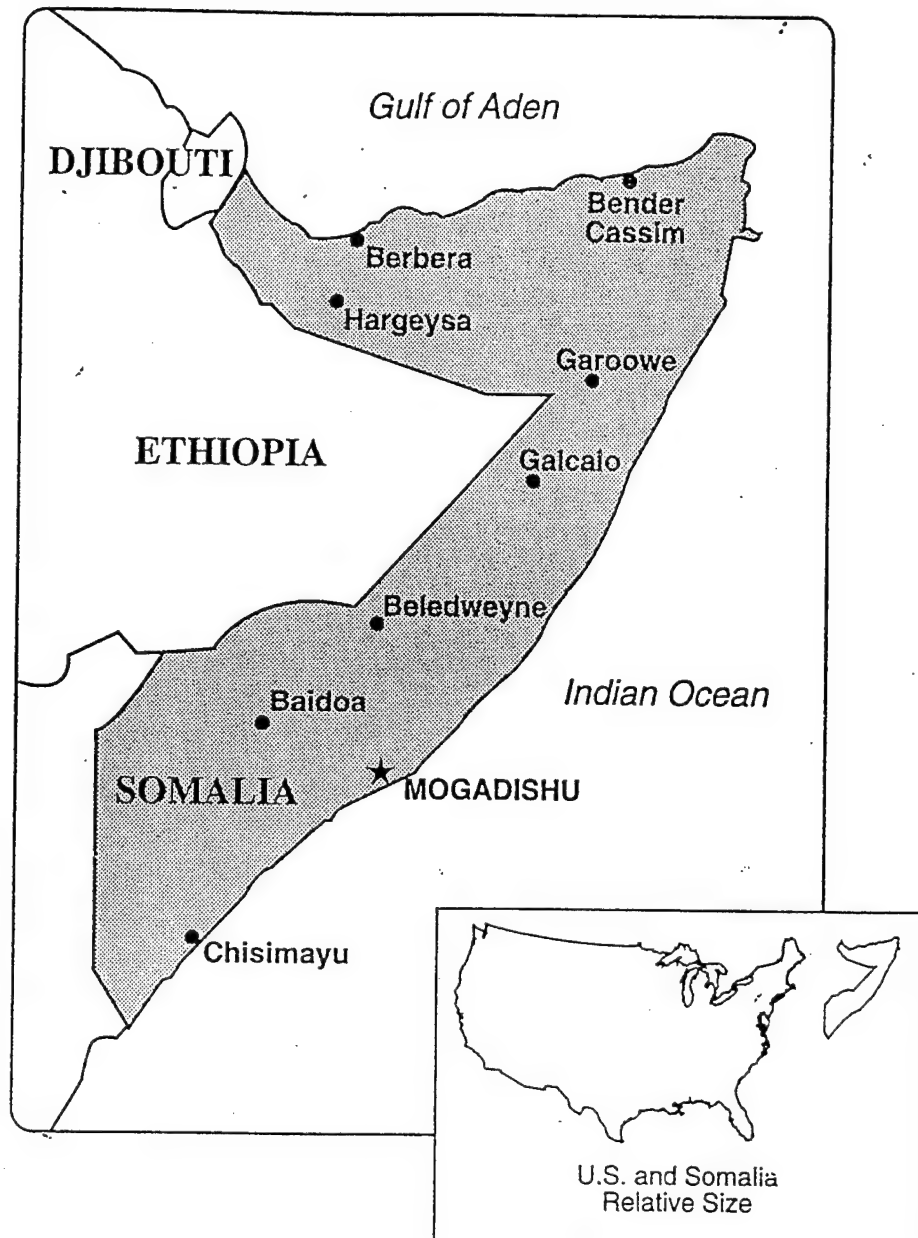 Gulf of Aden
DJIBOUTI
Bender
Cassim
Berbera
Hargeysa
Garoowe
ETHIOPIA
Galcaio
Beledweyne
Indian Ocean
Baidoa
SOMALIA
MOGADISHU
Chisimayu
U.S. and Somalia
Relative Size